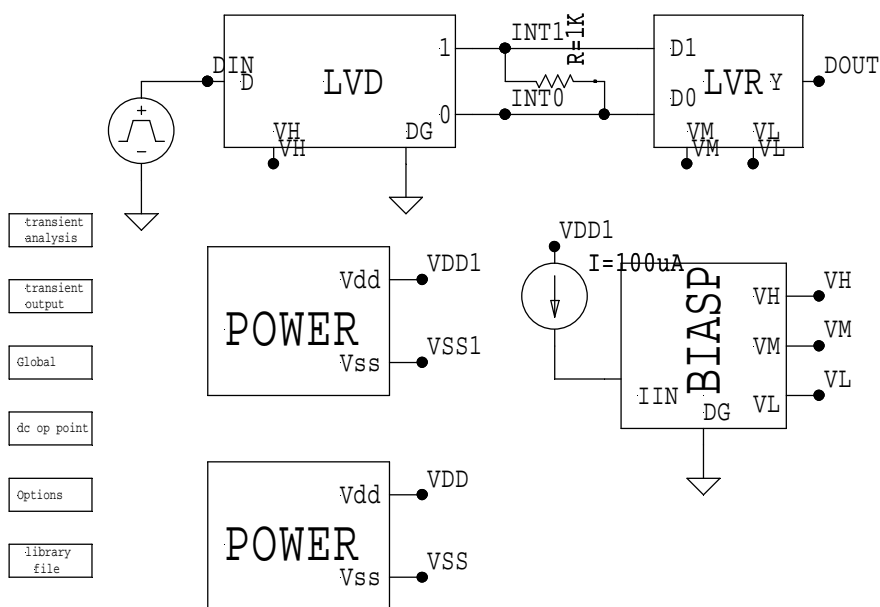 DIN
D
LVD
1
0
VH
VH
DG
INT1
R=1K
INT0
D1
LVR
Y
D0
VM
VM
VL
VL
DOUT
transient
analysis
transient
output
Global
dc op point
Options
library
file
Vdd
VDD1
POWER
Vss
VSS1
VDD1
I=100uA
BIASP
VH
VH
VM
VM
VL
VL
IIN
DG
Vdd
VDD
POWER
Vss
VSS